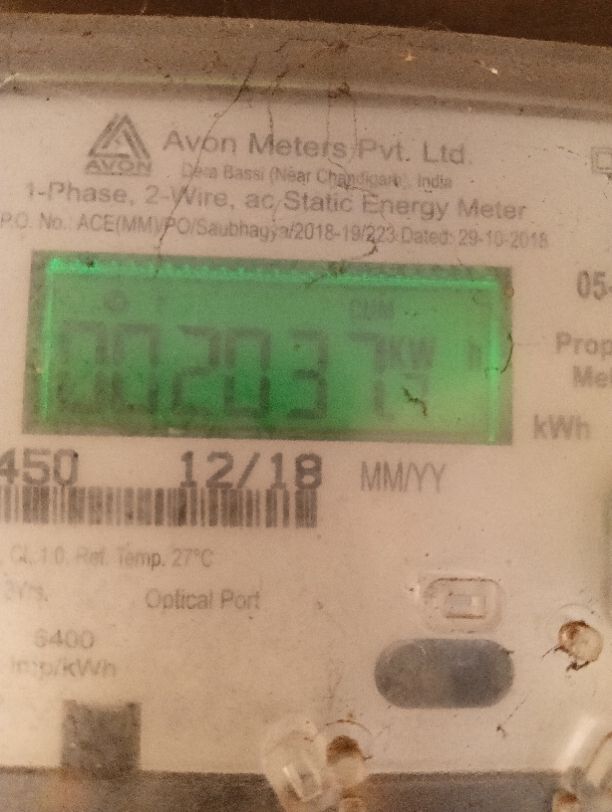 AVON
Avon Meters Pvt. Ltd.
Dera Bassi (Near Chandigarh), India
1-Phase, 2-Wire, ac Static Energy Meter
P.O. No.: ACE(MM)/PO/Saubhagya/2018-19/223 Dated: 29-10-2018
CUM
002037 KW h
05-
Prop
Me
kWh
450 12/18 MM/YY
Cl. 1.0. Ref. Temp. 27°C
Yrs. Optical Port
6400
imp/kWh